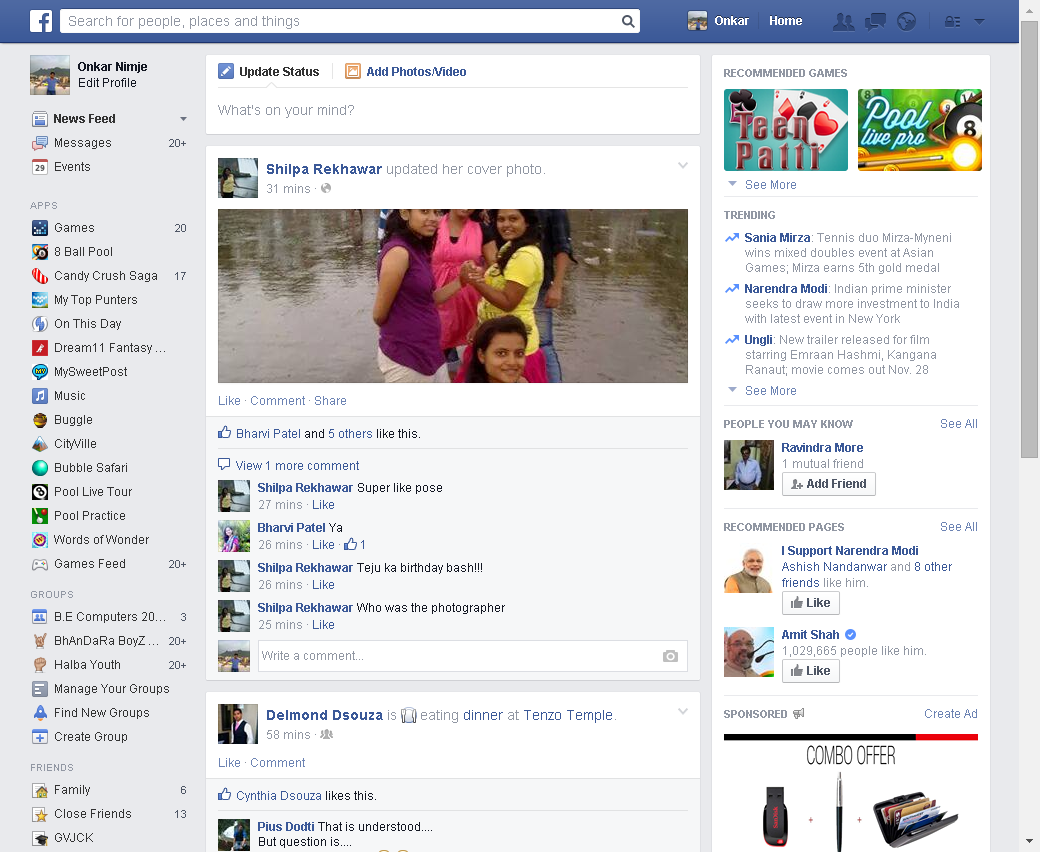 f
Search for people, places and things
Onkar
Home
Onkar Nimje
Edit Profile
News Feed
Messages 20+
29 Events
APPS
Games 20
8 Ball Pool
Candy Crush Saga 17
My Top Punters
On This Day
Dream11 Fantasy ...
MySweetPost
Music
Buggle
CityVille
Bubble Safari
Pool Live Tour
Pool Practice
Words of Wonder
Games Feed 20+
GROUPS
B.E Computers 20... 3
BhAnDaRa BoyZ ... 20+
Halba Youth 20+
Manage Your Groups
Find New Groups
Create Group
FRIENDS
Family 6
Close Friends 13
GVJCK
Update Status
Add Photos/Video
What's on your mind?
Shilpa Rekhawar updated her cover photo.
31 mins ·
Like · Comment · Share
Bharvi Patel and 5 others like this.
View 1 more comment
Shilpa Rekhawar Super like pose
27 mins · Like
Bharvi Patel Ya
26 mins · Like · 1
Shilpa Rekhawar Teju ka birthday bash!!!
26 mins · Like
Shilpa Rekhawar Who was the photographer
25 mins · Like
Write a comment...
Delmond Dsouza is eating dinner at Tenzo Temple.
58 mins ·
Like · Comment
Cynthia Dsouza likes this.
Pius Dodti That is understood....
But question is....
RECOMMENDED GAMES
Teen
Patti
Pool
live pro
8
See More
TRENDING
Sania Mirza: Tennis duo Mirza-Myneni
wins mixed doubles event at Asian
Games; Mirza earns 5th gold medal
Narendra Modi: Indian prime minister
seeks to draw more investment to India
with latest event in New York
Ungli: New trailer released for film
starring Emraan Hashmi, Kangana
Ranaut; movie comes out Nov. 28
See More
PEOPLE YOU MAY KNOW See All
Ravindra More
1 mutual friend
Add Friend
RECOMMENDED PAGES See All
I Support Narendra Modi
Ashish Nandanwar and 8 other
friends like him.
Like
Amit Shah
1,029,665 people like him.
Like
SPONSORED Create Ad
COMBO OFFER
+ +